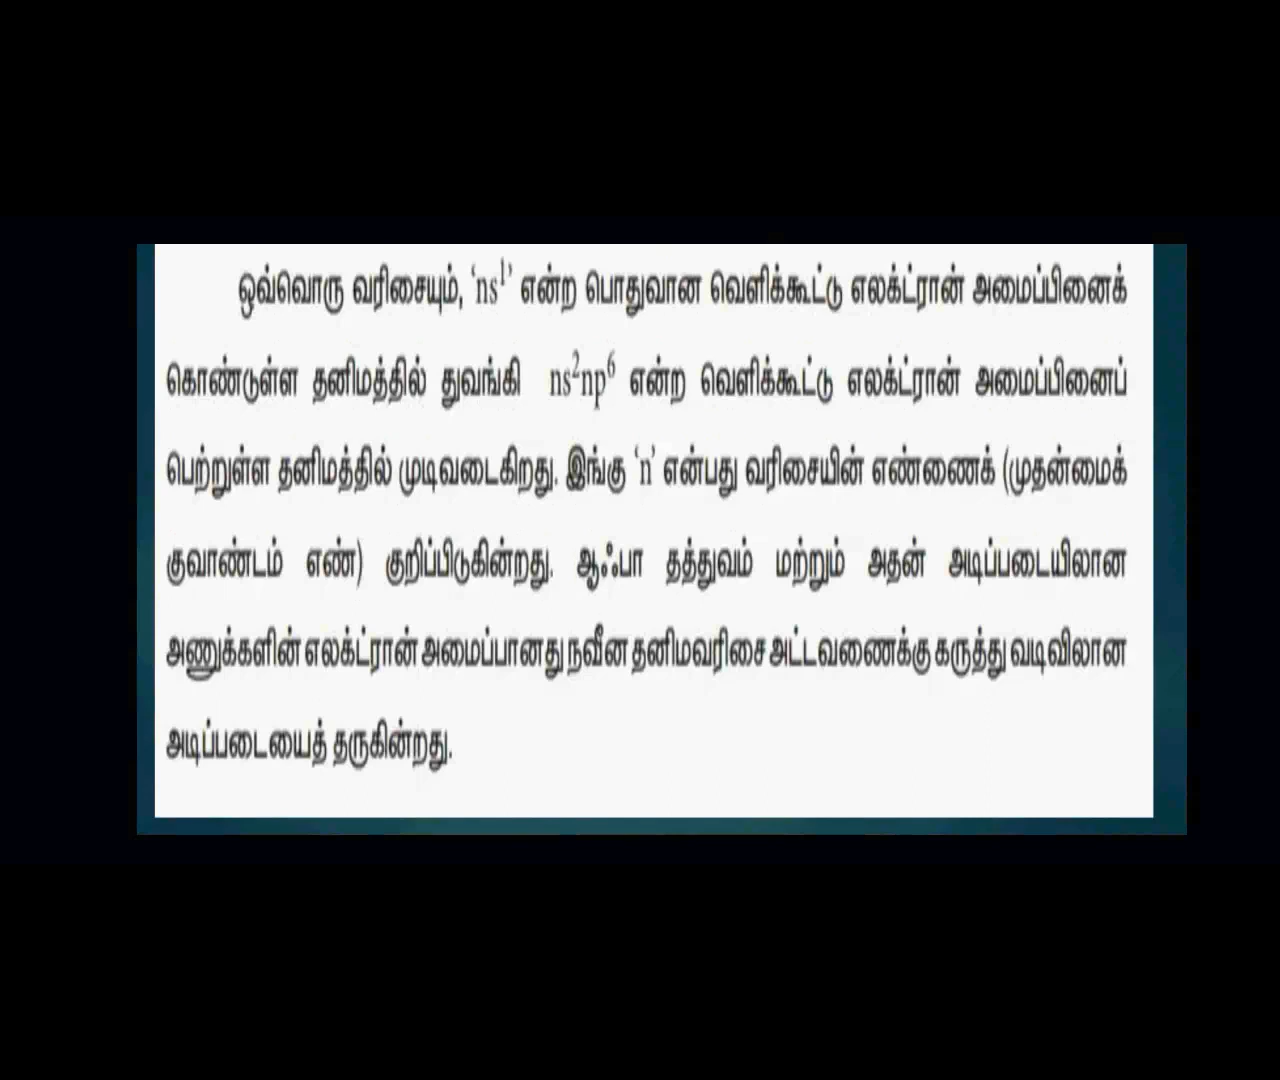 ஒவ்வொரு வரிசையும், ‘ns¹’ என்ற பொதுவான வெளிக்கூட்டு எலக்ட்ரான் அமைப்பினைக்
கொண்டுள்ள தனிமத்தில் துவங்கி ns²np⁶ என்ற வெளிக்கூட்டு எலக்ட்ரான் அமைப்பினைப்
பெற்றுள்ள தனிமத்தில் முடிவடைகிறது. இங்கு ‘n’ என்பது வரிசையின் எண்ணைக் (முதன்மைக்
குவாண்டம் எண்) குறிப்பிடுகின்றது. ஆஃபா தத்துவம் மற்றும் அதன் அடிப்படையிலான
அணுக்களின் எலக்ட்ரான் அமைப்பானது நவீன தனிமவரிசை அட்டவணைக்கு கருத்து வடிவிலான
அடிப்படையைத் தருகின்றது.